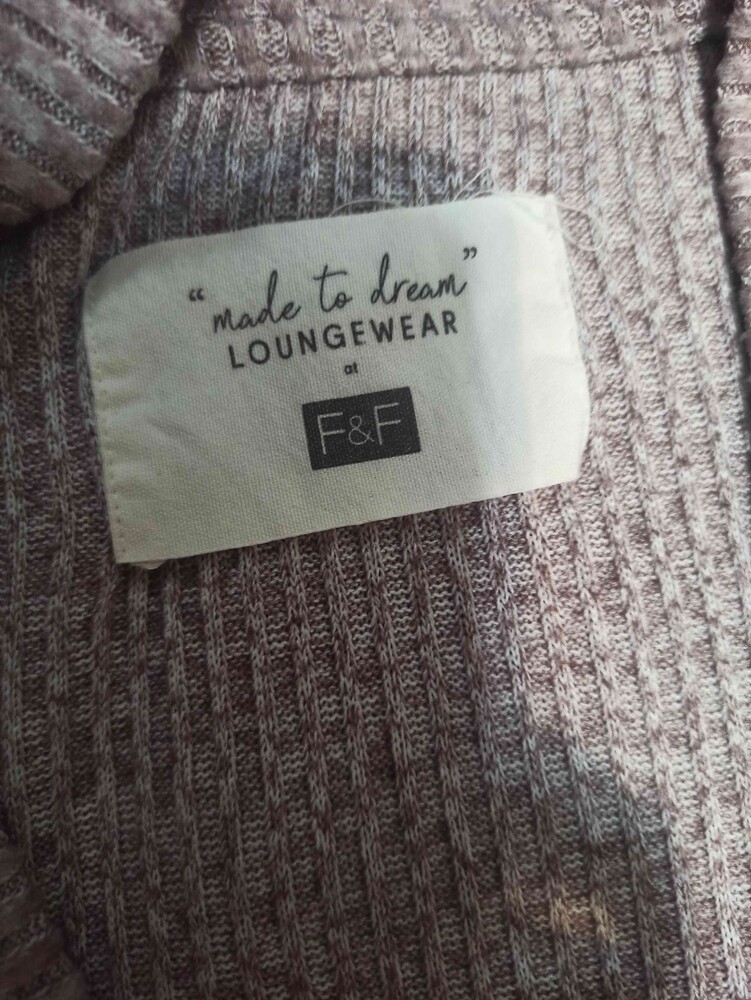 “made to dream”
LOUNGEWEAR
at
F&F